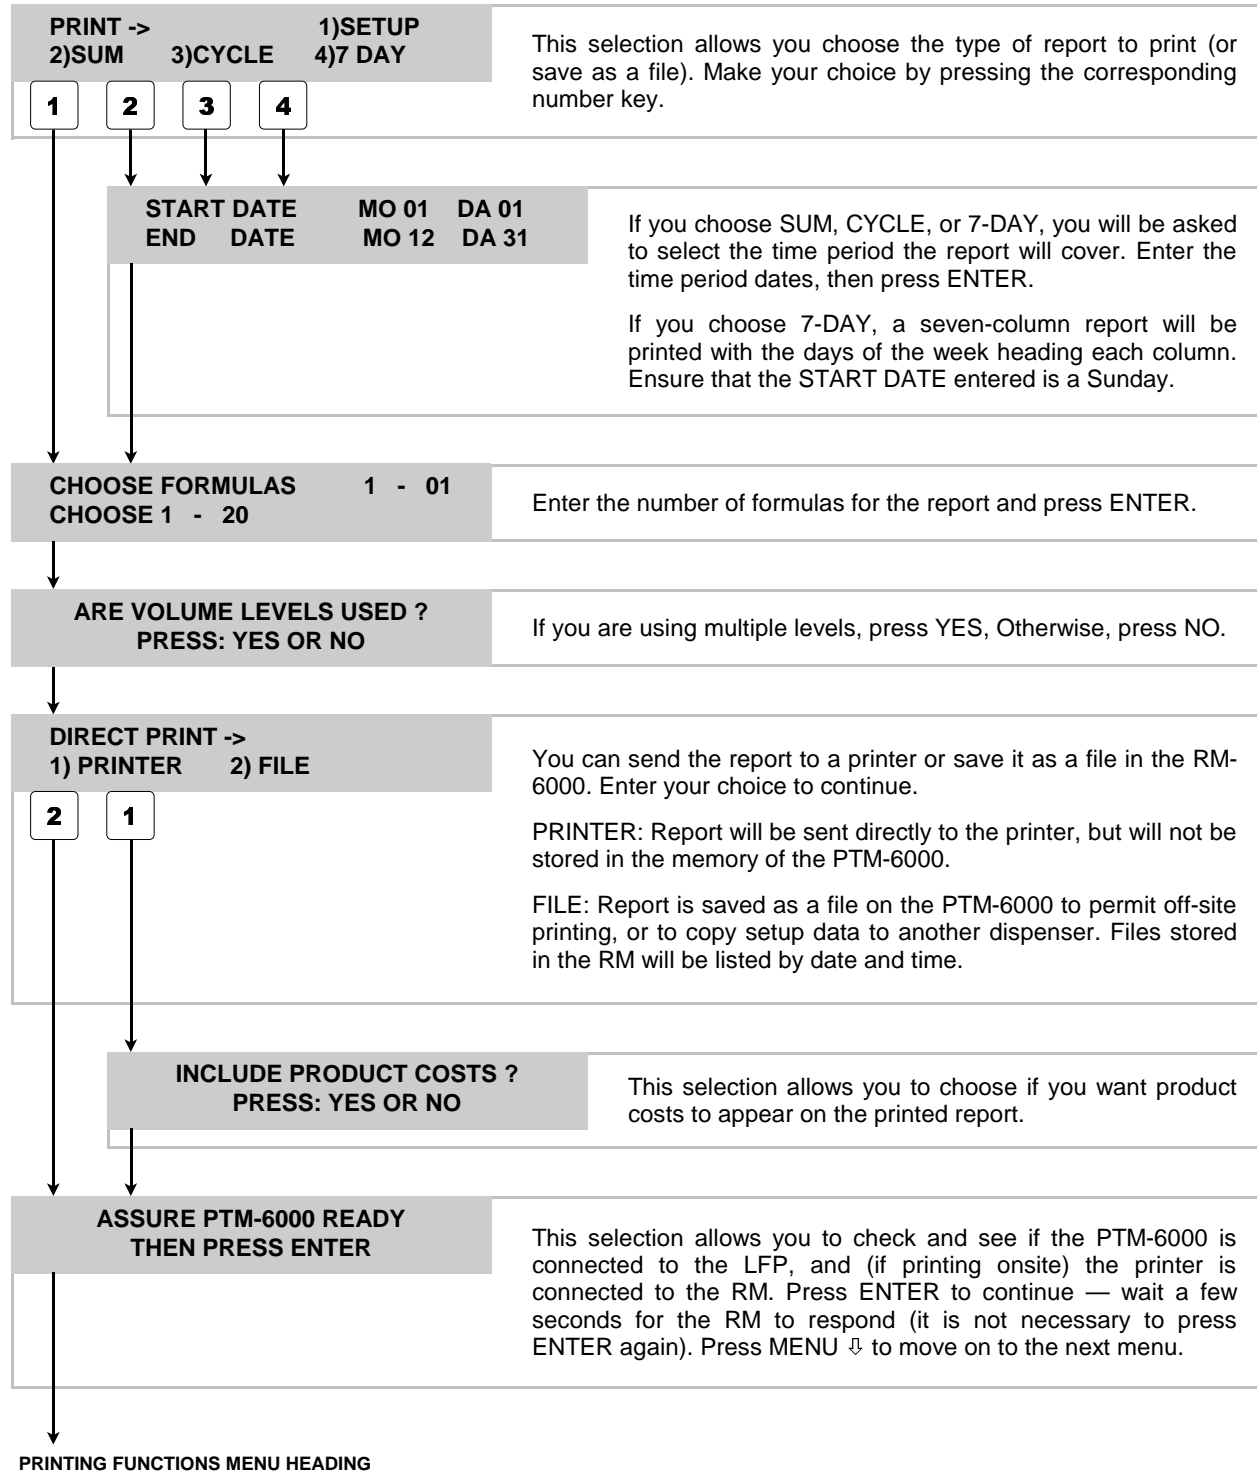 PRINT -> 1)SETUP
2)SUM 3)CYCLE 4)7 DAY
This selection allows you choose the type of report to print (or
save as a file). Make your choice by pressing the corresponding
number key.
1 2 3 4
START DATE MO 01 DA 01
END DATE MO 12 DA 31
If you choose SUM, CYCLE, or 7-DAY, you will be asked
to select the time period the report will cover. Enter the
time period dates, then press ENTER.
If you choose 7-DAY, a seven-column report will be
printed with the days of the week heading each column.
Ensure that the START DATE entered is a Sunday.
CHOOSE FORMULAS 1 - 01
CHOOSE 1 - 20
Enter the number of formulas for the report and press ENTER.
ARE VOLUME LEVELS USED ?
PRESS: YES OR NO
If you are using multiple levels, press YES, Otherwise, press NO.
DIRECT PRINT ->
1) PRINTER 2) FILE
2 1
You can send the report to a printer or save it as a file in the RM-
6000. Enter your choice to continue.
PRINTER: Report will be sent directly to the printer, but will not be
stored in the memory of the PTM-6000.
FILE: Report is saved as a file on the PTM-6000 to permit off-site
printing, or to copy setup data to another dispenser. Files stored
in the RM will be listed by date and time.
INCLUDE PRODUCT COSTS ?
PRESS: YES OR NO
This selection allows you to choose if you want product
costs to appear on the printed report.
ASSURE PTM-6000 READY
THEN PRESS ENTER
This selection allows you to check and see if the PTM-6000 is
connected to the LFP, and (if printing onsite) the printer is
connected to the RM. Press ENTER to continue — wait a few
seconds for the RM to respond (it is not necessary to press
ENTER again). Press MENU ⇩ to move on to the next menu.
PRINTING FUNCTIONS MENU HEADING